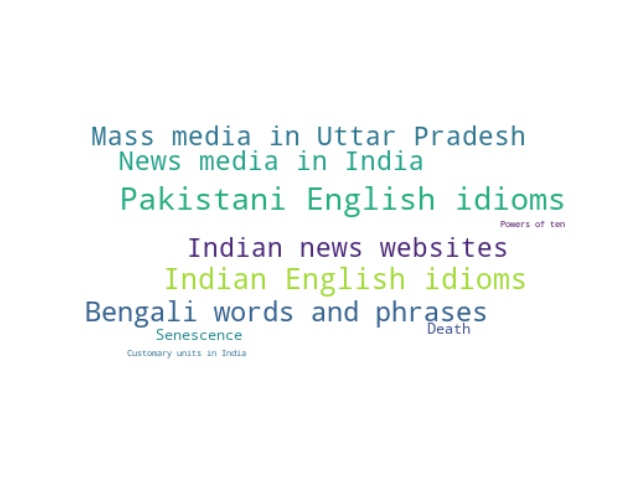 Mass media in Uttar Pradesh
News media in India
Pakistani English idioms
Powers of ten
Indian news websites
Indian English idioms
Bengali words and phrases
Death
Senescence
Customary units in India